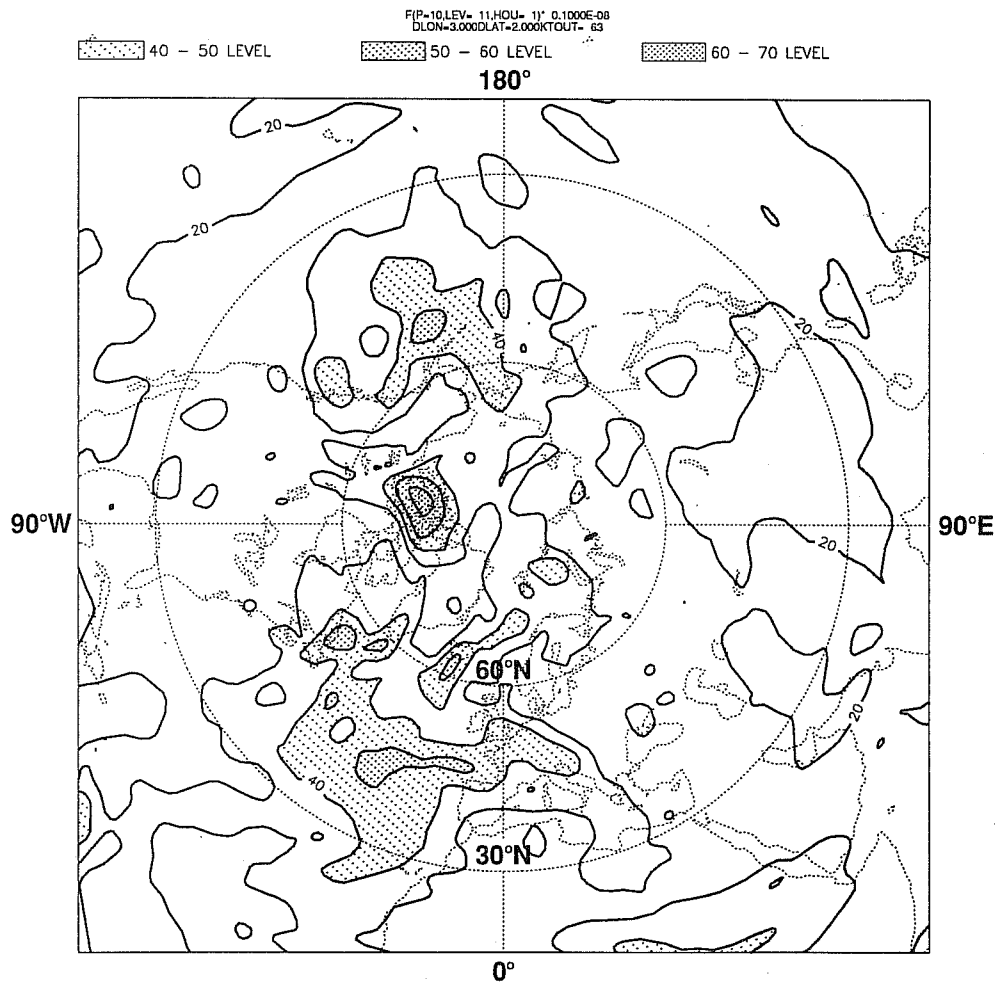 F(P=10,LEV= 11,HOU= 1)* 0.1000E-08
DLON=3.000DLAT=2.000KTOUT= 63
40 - 50 LEVEL 50 - 60 LEVEL 60 - 70 LEVEL
180°
20
20
40
20
90°W 90°E
20
60°N
20
40
30°N
0°